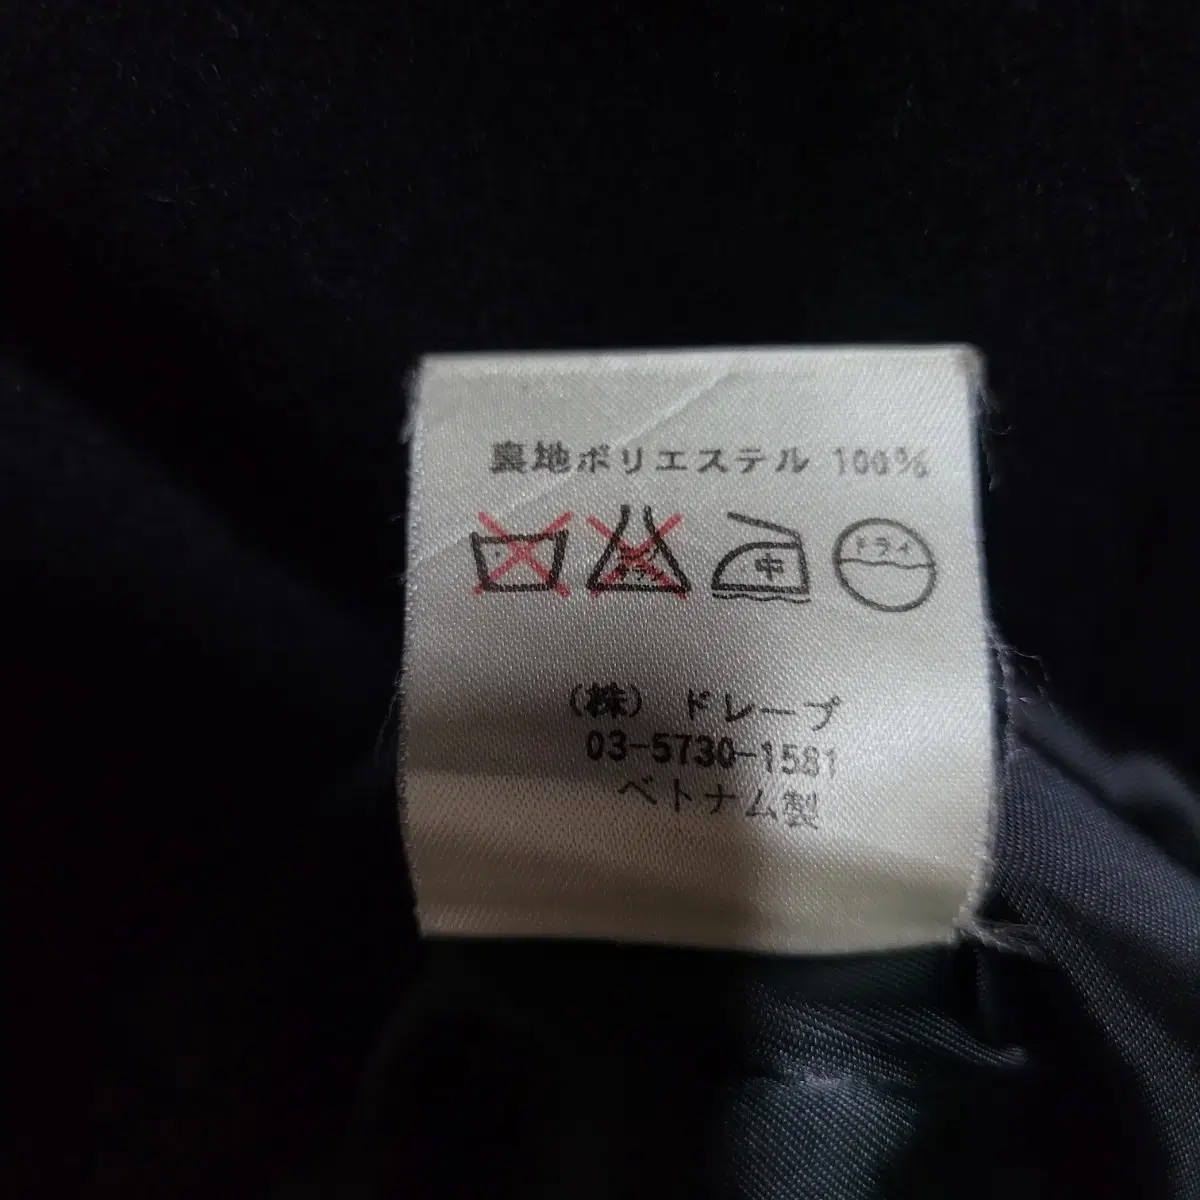 裏地ポリエステル 100%
中 ドライ
(株) ドレープ
03-5730-1581
ベトナム製